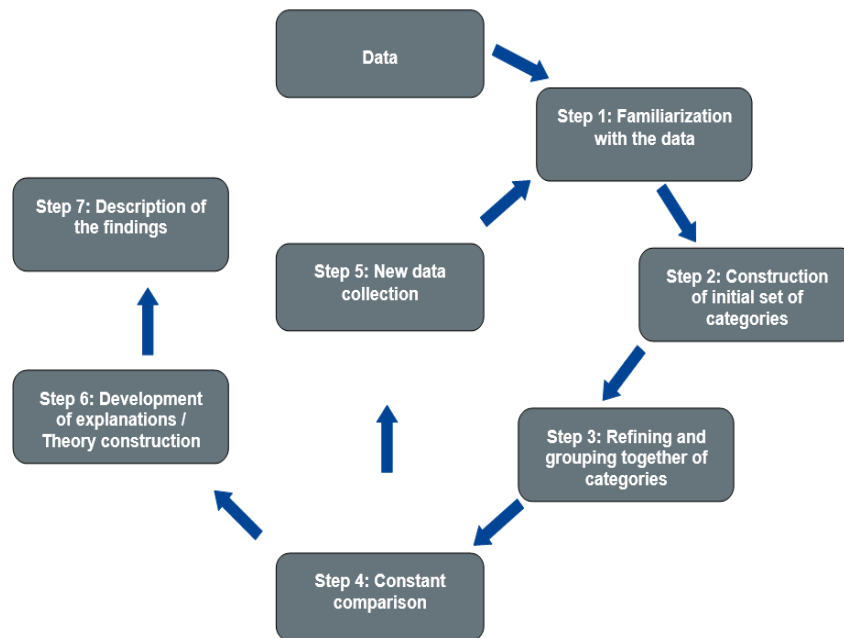 Data
Step 1: Familiarization
with the data
Step 2: Construction
of initial set of
categories
Step 3: Refining and
grouping together of
categories
Step 4: Constant
comparison
Step 5: New data
collection
Step 6: Development
of explanations /
Theory construction
Step 7: Description of
the findings